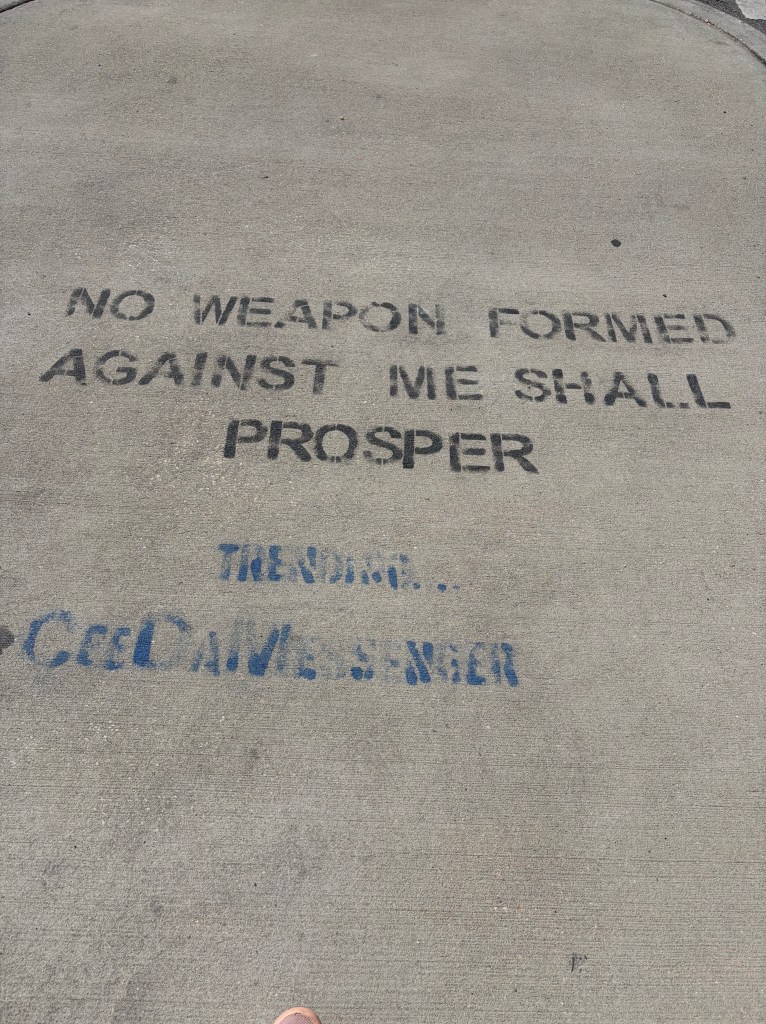 NO WEAPON FORMED
AGAINST ME SHALL
PROSPER
TRENDING...
CEEDAMESSENGER